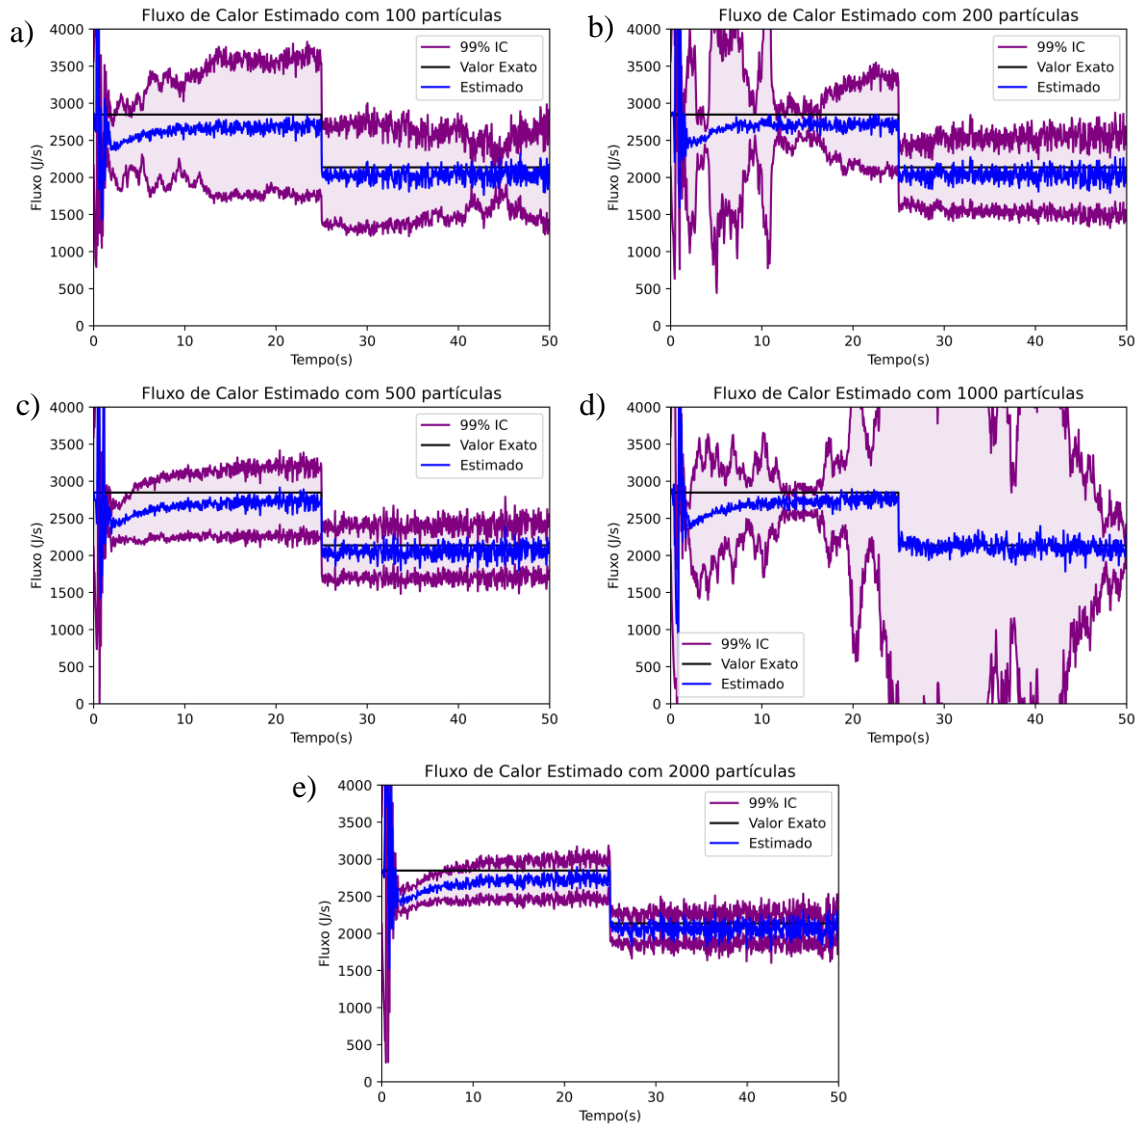 a)
Fluxo de Calor Estimado com 100 partículas
4000
3500
3000
2500
2000
1500
1000
500
0
Fluxo (J/s)
99% IC
Valor Exato
Estimado
0 10 20 30 40 50
Tempo(s)
b)
Fluxo de Calor Estimado com 200 partículas
4000
3500
3000
2500
2000
1500
1000
500
0
Fluxo (J/s)
99% IC
Valor Exato
Estimado
0 10 20 30 40 50
Tempo(s)
c)
Fluxo de Calor Estimado com 500 partículas
4000
3500
3000
2500
2000
1500
1000
500
0
Fluxo (J/s)
99% IC
Valor Exato
Estimado
0 10 20 30 40 50
Tempo(s)
d)
Fluxo de Calor Estimado com 1000 partículas
4000
3500
3000
2500
2000
1500
1000
500
0
Fluxo (J/s)
99% IC
Valor Exato
Estimado
0 10 20 30 40 50
Tempo(s)
e)
Fluxo de Calor Estimado com 2000 partículas
4000
3500
3000
2500
2000
1500
1000
500
0
Fluxo (J/s)
99% IC
Valor Exato
Estimado
0 10 20 30 40 50
Tempo(s)